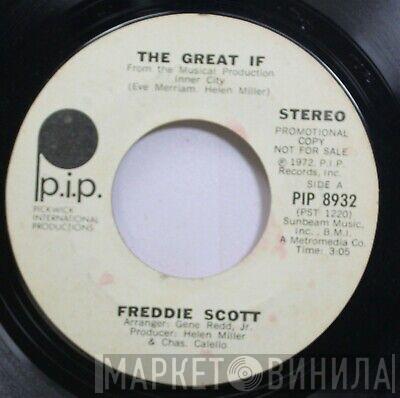 THE GREAT IF
From the Musical Production
Inner City
(Eve Merriam, Helen Miller)
STEREO
PROMOTIONAL
COPY
NOT FOR SALE
℗ 1972, P.I.P.
Records, Inc.
SIDE A
PIP 8932
(PST 1220)
Sunbeam Music,
Inc., B.M.I.
A Metromedia Co.
Time: 3:05
p.i.p.
PICKWICK
INTERNATIONAL
PRODUCTIONS
FREDDIE SCOTT
Arranger: Gene Redd, Jr.
Producer: Helen Miller
& Chas. Calello
МАРКЕТ ВИНИЛА